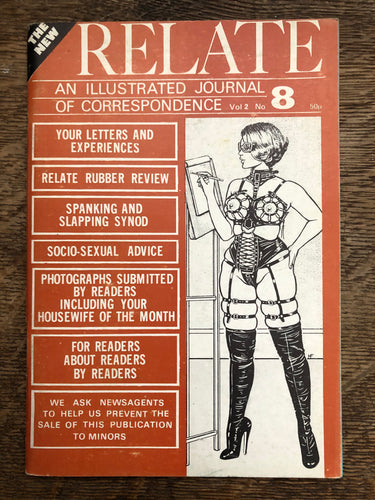 THE
NEW
RELATE
AN ILLUSTRATED JOURNAL
OF CORRESPONDENCE Vol 2 No 8 50p
YOUR LETTERS AND
EXPERIENCES
RELATE RUBBER REVIEW
SPANKING AND
SLAPPING SYNOD
SOCIO-SEXUAL ADVICE
PHOTOGRAPHS SUBMITTED
BY READERS
INCLUDING YOUR
HOUSEWIFE OF THE MONTH
FOR READERS
ABOUT READERS
BY READERS
WE ASK NEWSAGENTS
TO HELP US PREVENT THE
SALE OF THIS PUBLICATION
TO MINORS